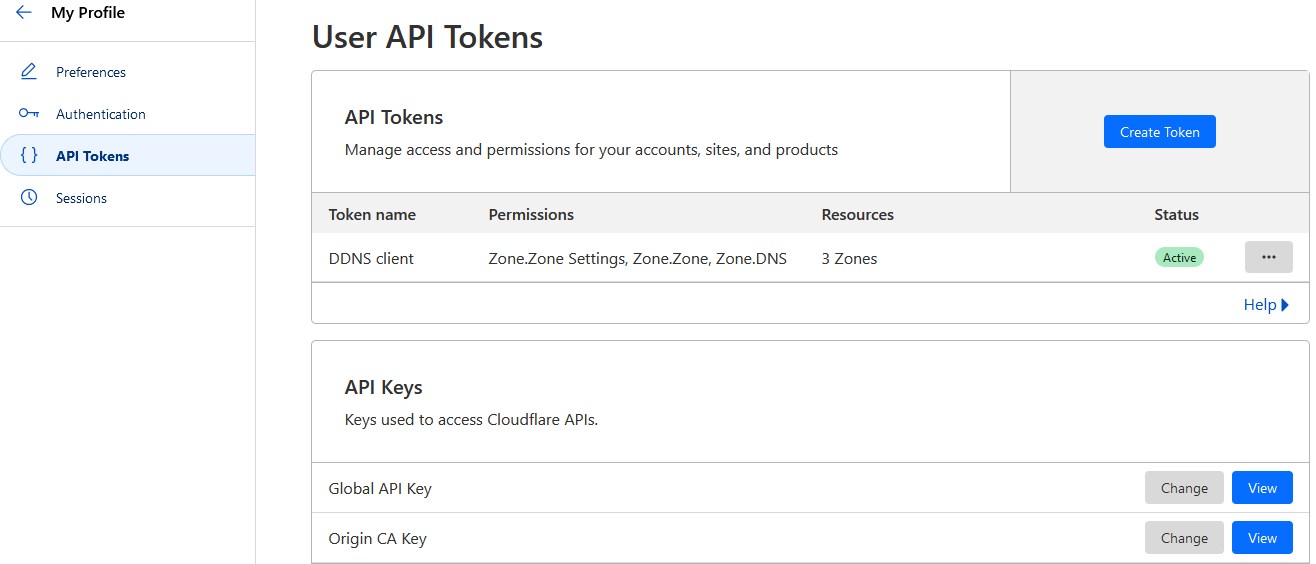 My Profile
Preferences
Authentication
API Tokens
Sessions
User API Tokens
API Tokens
Manage access and permissions for your accounts, sites, and products
Create Token
Token name Permissions Resources Status
DDNS client Zone.Zone Settings, Zone.Zone, Zone.DNS 3 Zones Active
Help
API Keys
Keys used to access Cloudflare APIs.
Global API Key Change View
Origin CA Key Change View